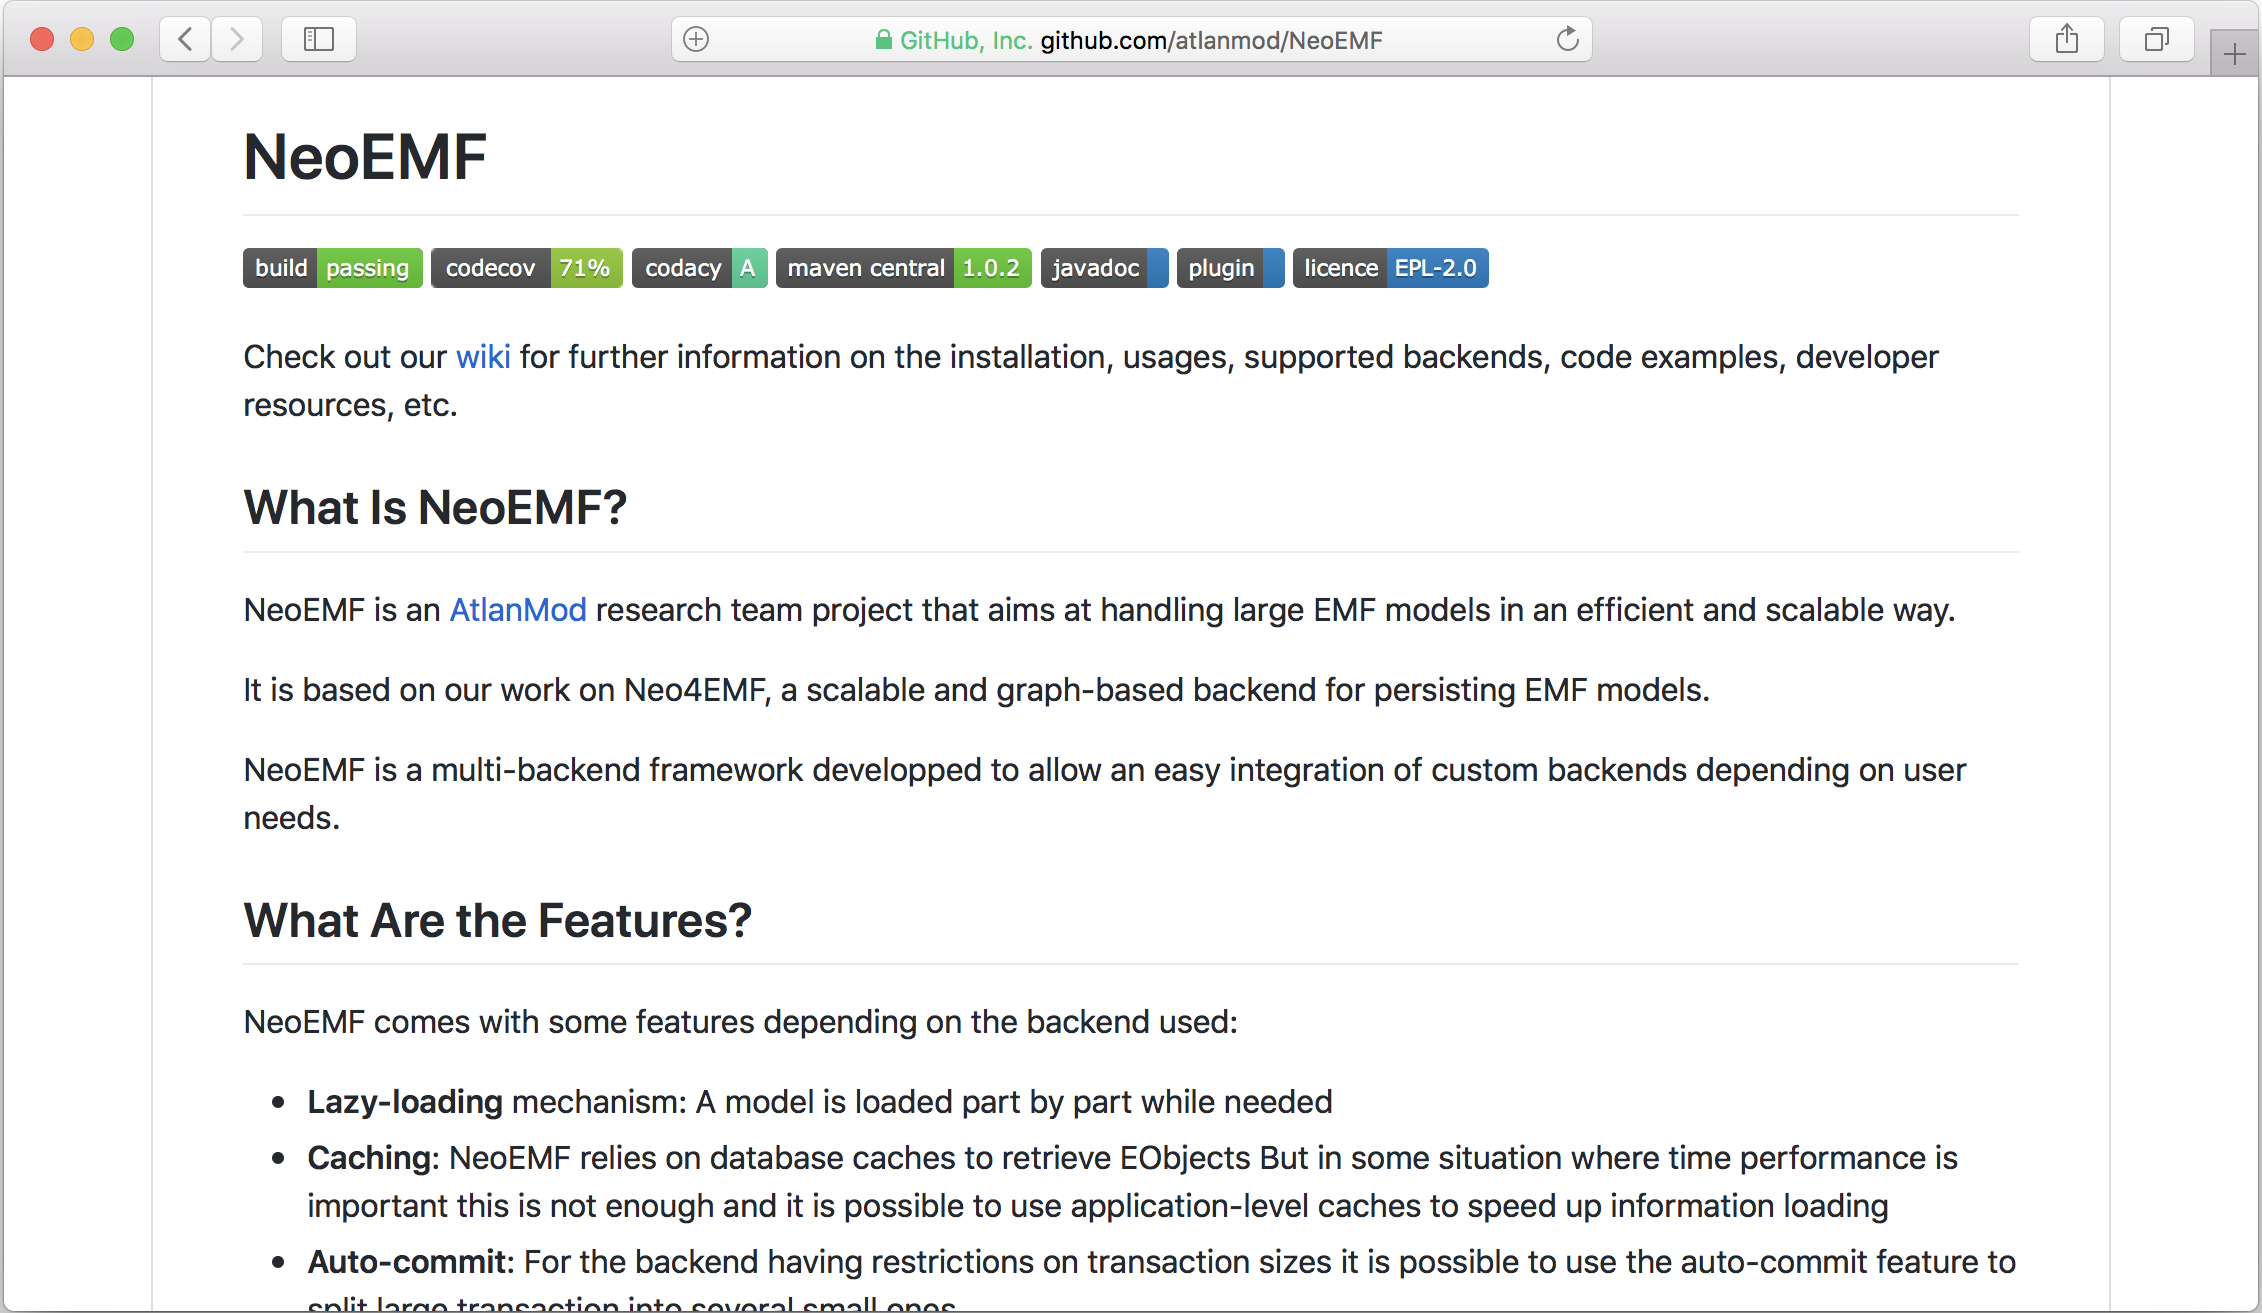 GitHub, Inc. github.com/atlanmod/NeoEMF
NeoEMF
build passing codecov 71% codacy A maven central 1.0.2 javadoc plugin licence EPL-2.0
Check out our wiki for further information on the installation, usages, supported backends, code examples, developer
resources, etc.
What Is NeoEMF?
NeoEMF is an AtlanMod research team project that aims at handling large EMF models in an efficient and scalable way.
It is based on our work on Neo4EMF, a scalable and graph-based backend for persisting EMF models.
NeoEMF is a multi-backend framework developped to allow an easy integration of custom backends depending on user
needs.
What Are the Features?
NeoEMF comes with some features depending on the backend used:
• Lazy-loading mechanism: A model is loaded part by part while needed
• Caching: NeoEMF relies on database caches to retrieve EObjects But in some situation where time performance is
important this is not enough and it is possible to use application-level caches to speed up information loading
• Auto-commit: For the backend having restrictions on transaction sizes it is possible to use the auto-commit feature to
split large transaction into several small ones